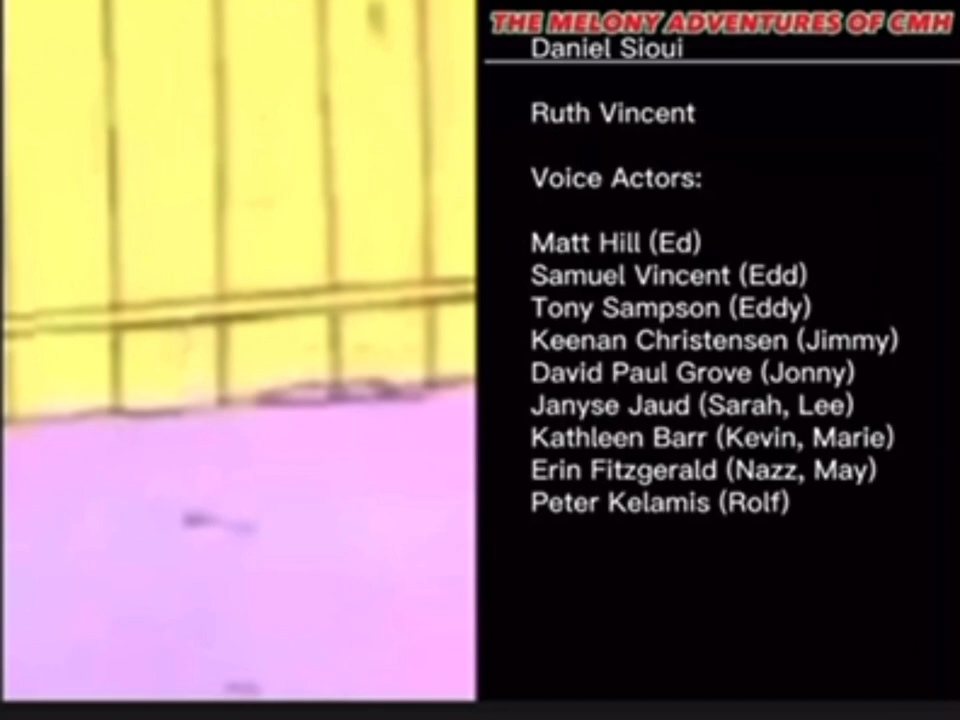 THE MELONY ADVENTURES OF CMH
Daniel Sioui
Ruth Vincent
Voice Actors:
Matt Hill (Ed)
Samuel Vincent (Edd)
Tony Sampson (Eddy)
Keenan Christensen (Jimmy)
David Paul Grove (Jonny)
Janyse Jaud (Sarah, Lee)
Kathleen Barr (Kevin, Marie)
Erin Fitzgerald (Nazz, May)
Peter Kelamis (Rolf)